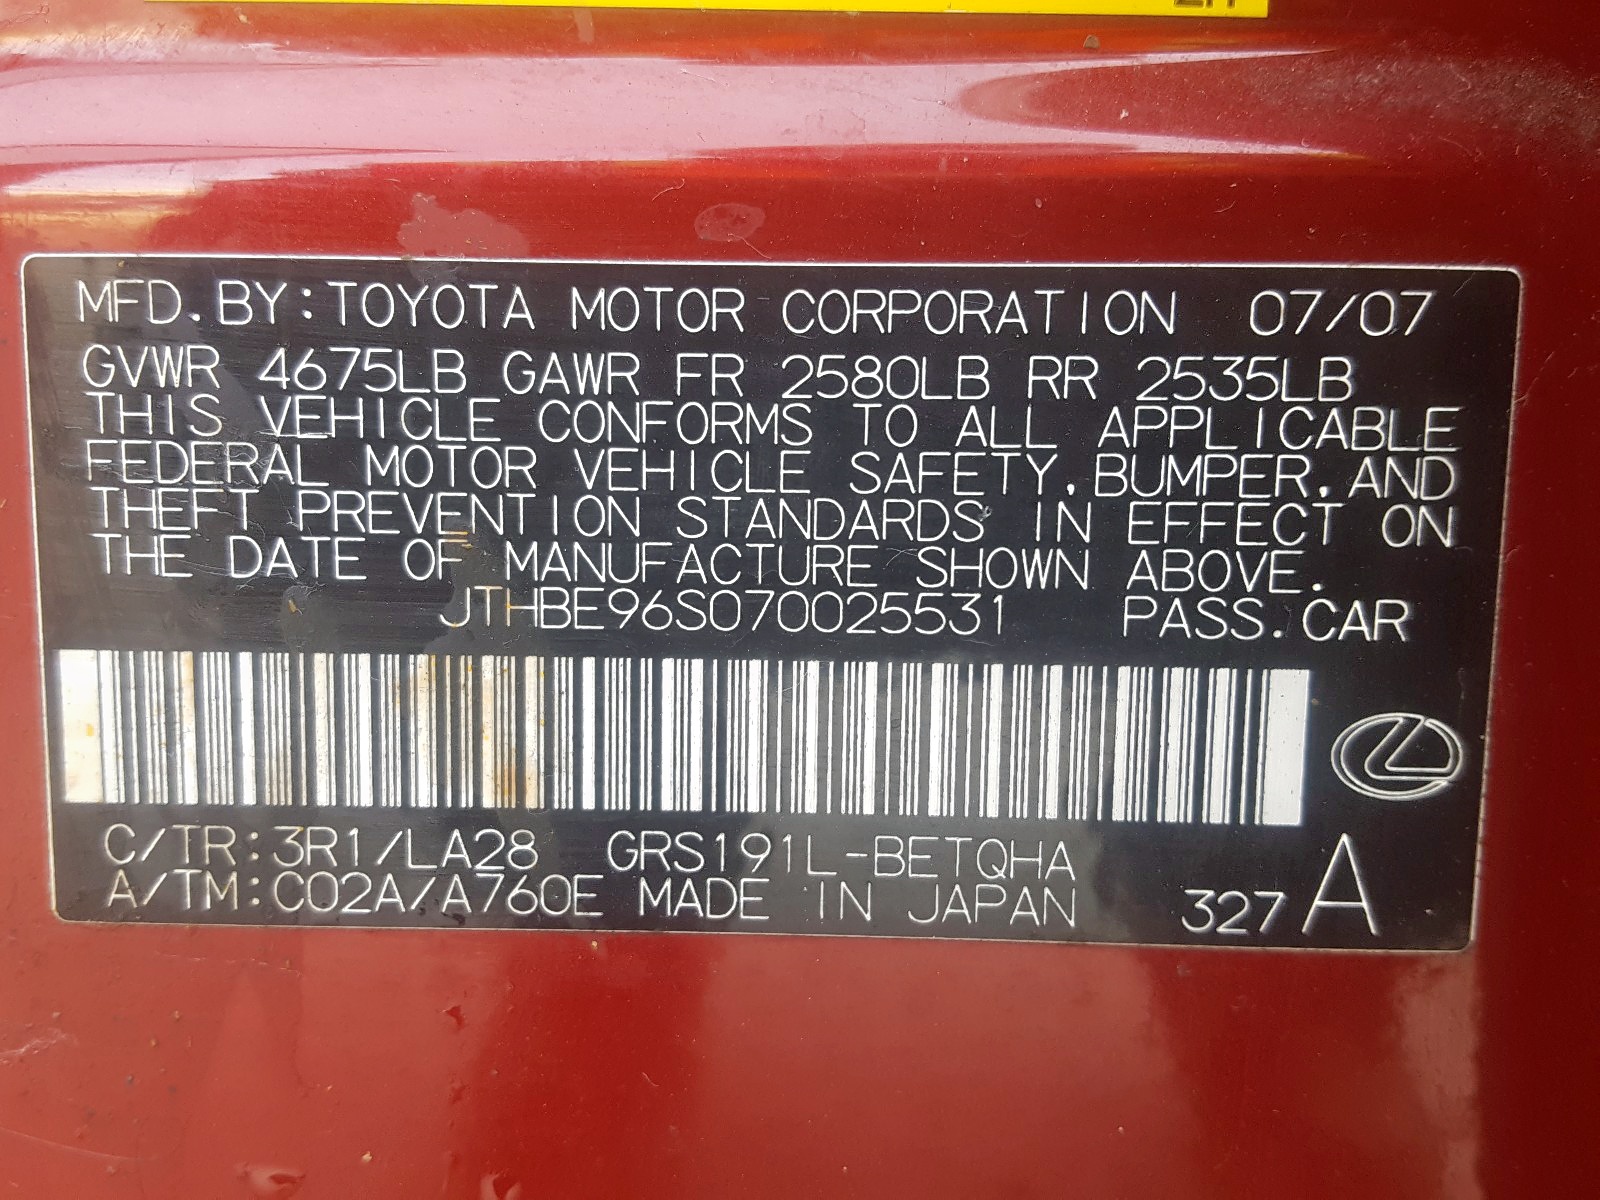 MFD. BY: TOYOTA MOTOR CORPORATION 07/07
GVWR 4675LB GAWR FR 2580LB RR 2535LB
THIS VEHICLE CONFORMS TO ALL APPLICABLE
FEDERAL MOTOR VEHICLE SAFETY, BUMPER, AND
THEFT PREVENTION STANDARDS IN EFFECT ON
THE DATE OF MANUFACTURE SHOWN ABOVE.
JTHBE96S070025531 PASS. CAR
C/TR: 3R1/LA28 GRS191L-BETQHA
A/TM: C02A/A760E MADE IN JAPAN 327 A